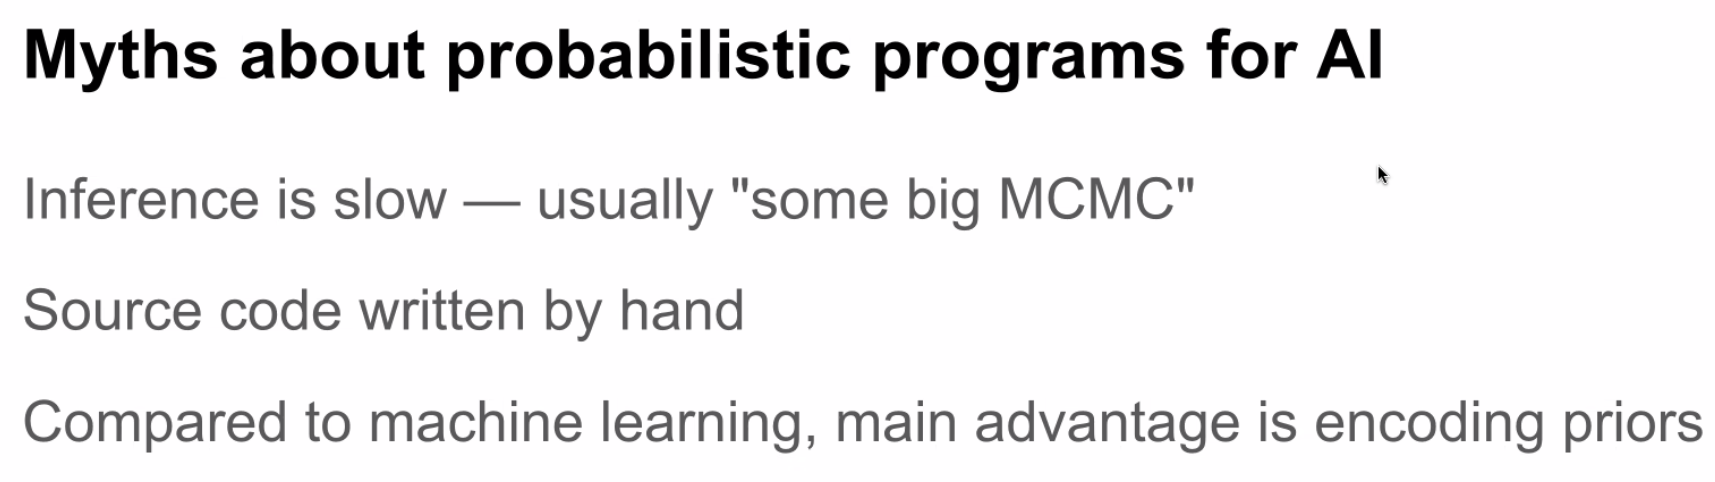 Myths about probabilistic programs for AI
Inference is slow — usually "some big MCMC"
Source code written by hand
Compared to machine learning, main advantage is encoding priors